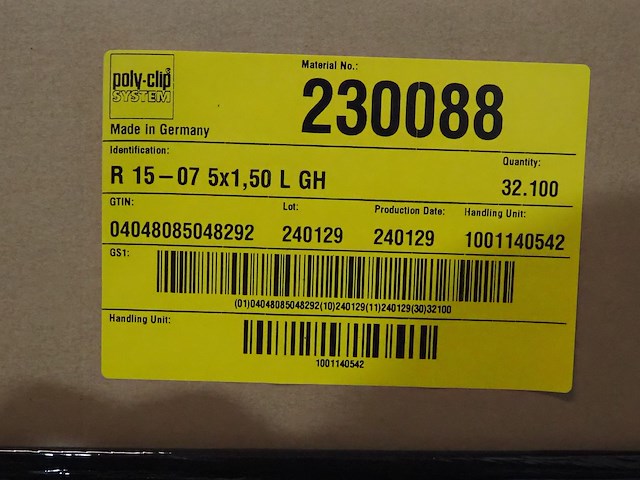 poly-clip
SYSTEM
Made in Germany
Material No.:
230088
Identification:
R 15-07 5x1,50 L GH
Quantity:
32.100
GTIN:
04048085048292
Lot:
240129
Production Date:
240129
Handling Unit:
1001140542
GS1:
(01)04048085048292(10)240129(11)240129(30)32100
Handling Unit:
1001140542